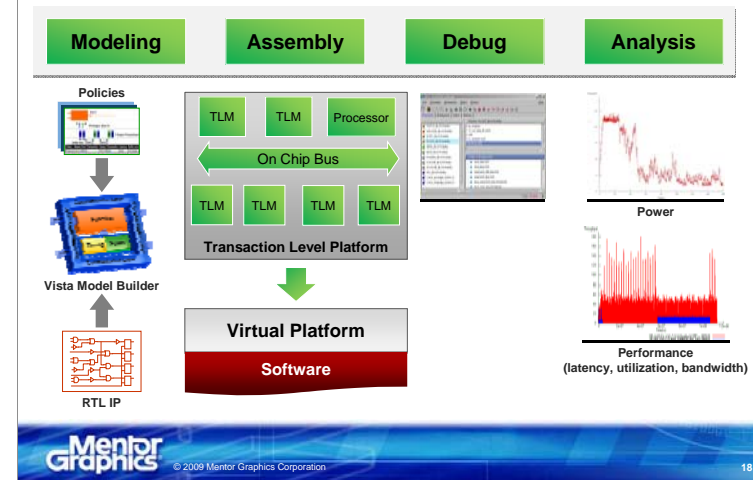 Modeling Assembly Debug Analysis
Policies
Vista Model Builder
RTL IP
TLM TLM Processor
On Chip Bus
TLM TLM TLM TLM
Transaction Level Platform
Virtual Platform
Software
Power
Performance
(latency, utilization, bandwidth)
Mentor
Graphics
© 2009 Mentor Graphics Corporation
18